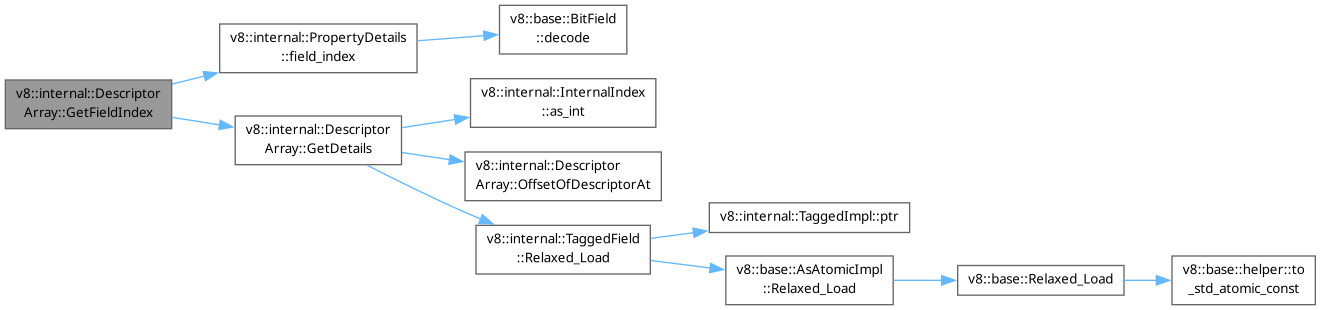 v8::internal::Descriptor
Array::GetFieldIndex
v8::internal::PropertyDetails
::field_index
v8::base::BitField
::decode
v8::internal::Descriptor
Array::GetDetails
v8::internal::InternalIndex
::as_int
v8::internal::Descriptor
Array::OffsetOfDescriptorAt
v8::internal::TaggedField
::Relaxed_Load
v8::internal::TaggedImpl::ptr
v8::base::AsAtomicImpl
::Relaxed_Load
v8::base::Relaxed_Load
v8::base::helper::to
_std_atomic_const